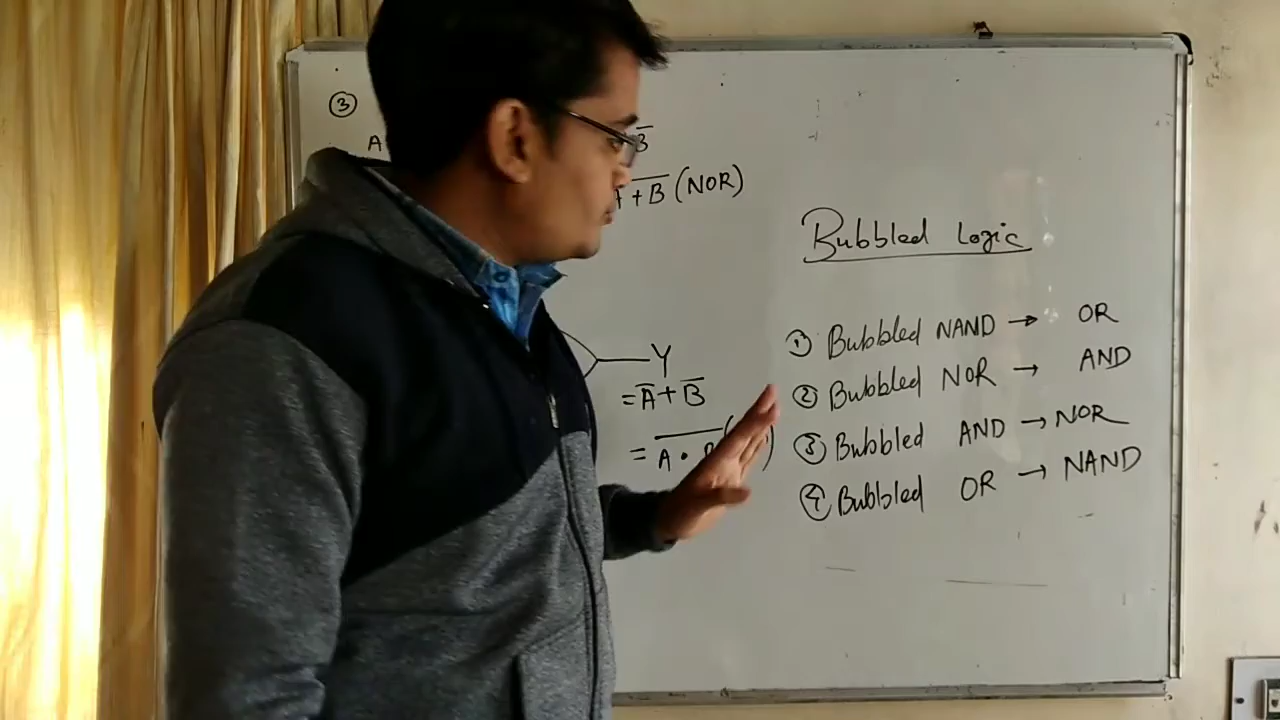 ③
A
B̅
A̅+̅B̅ (NOR)
Y
= A̅ + B̅
= A •
Bubbled Logic
① Bubbled NAND → OR
② Bubbled NOR → AND
③ Bubbled AND → NOR
④ Bubbled OR → NAND